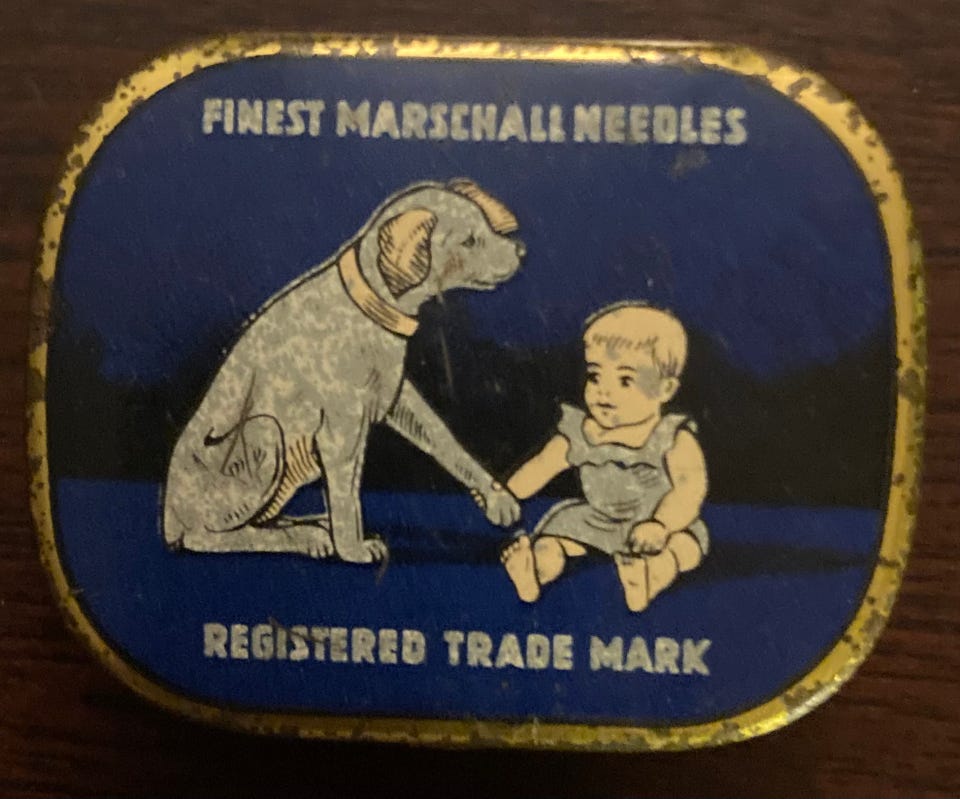 FINEST MARSCHALL NEEDLES
REGISTERED TRADE MARK